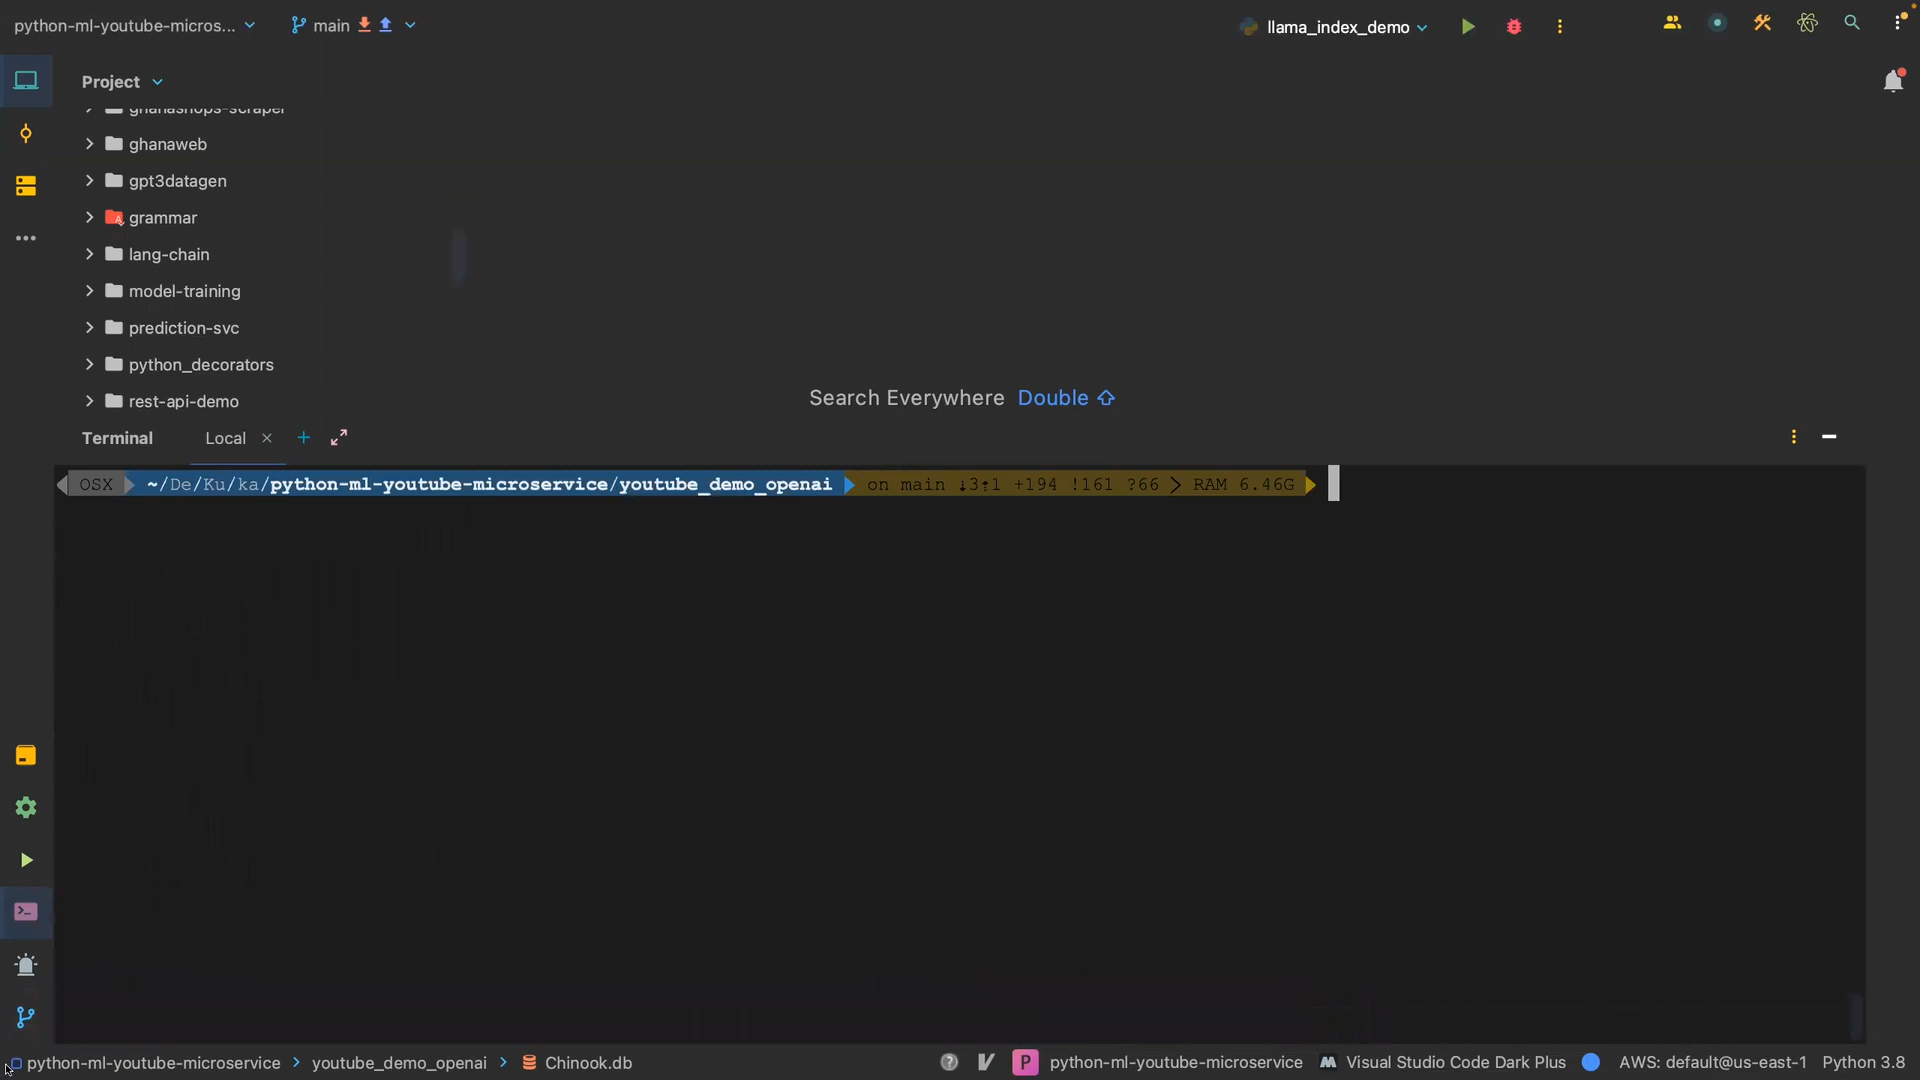 python-ml-youtube-micros...
main
llama_index_demo
Project
ghanashops-scraper
ghanaweb
gpt3datagen
grammar
lang-chain
model-training
prediction-svc
python_decorators
rest-api-demo
Search Everywhere Double ⇧
Terminal Local × +
OSX ~/De/Ku/ka/python-ml-youtube-microservice/youtube_demo_openai on main ⇣3⇡1 +194 !161 ?66 > RAM 6.46G
python-ml-youtube-microservice > youtube_demo_openai > Chinook.db
? V P python-ml-youtube-microservice M Visual Studio Code Dark Plus AWS: default@us-east-1 Python 3.8